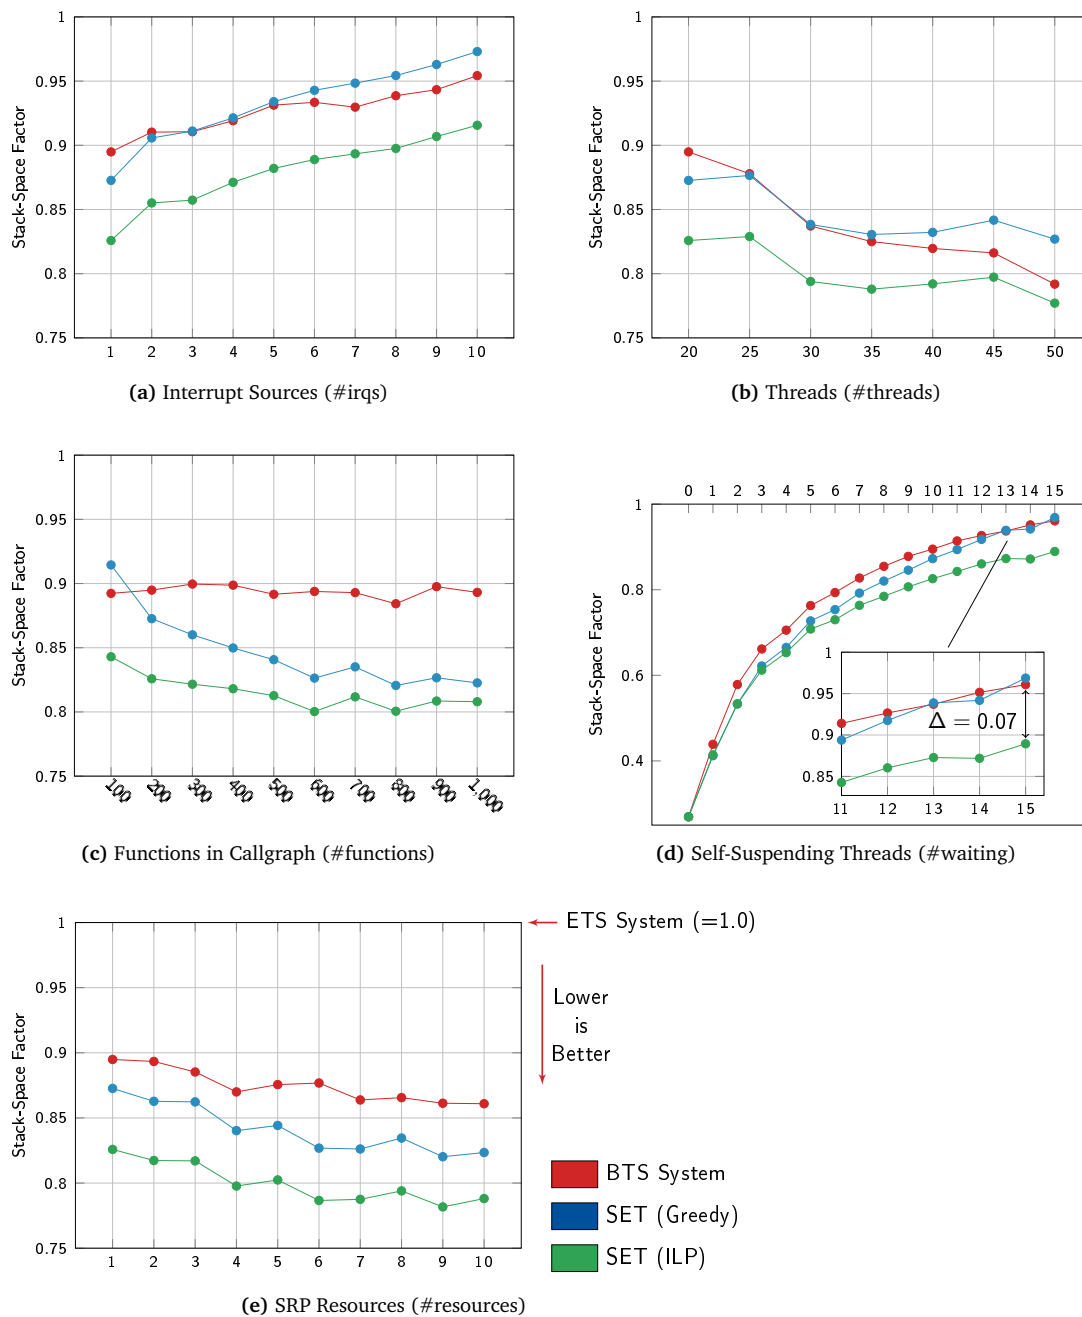 1
0.95
0.9
0.85
0.8
0.75
Stack-Space Factor
1 2 3 4 5 6 7 8 9 10
(a) Interrupt Sources (#irqs)
1
0.95
0.9
0.85
0.8
0.75
Stack-Space Factor
20 25 30 35 40 45 50
(b) Threads (#threads)
1
0.95
0.9
0.85
0.8
0.75
Stack-Space Factor
100 200 300 400 500 600 700 800 900 1,000
(c) Functions in Callgraph (#functions)
0 1 2 3 4 5 6 7 8 9 10 11 12 13 14 15
1
0.8
0.6
0.4
Stack-Space Factor
1
0.95
0.9
0.85
Δ = 0.07
11 12 13 14 15
(d) Self-Suspending Threads (#waiting)
1
0.95
0.9
0.85
0.8
0.75
Stack-Space Factor
1 2 3 4 5 6 7 8 9 10
(e) SRP Resources (#resources)
ETS System (=1.0)
Lower
is
Better
BTS System
SET (Greedy)
SET (ILP)